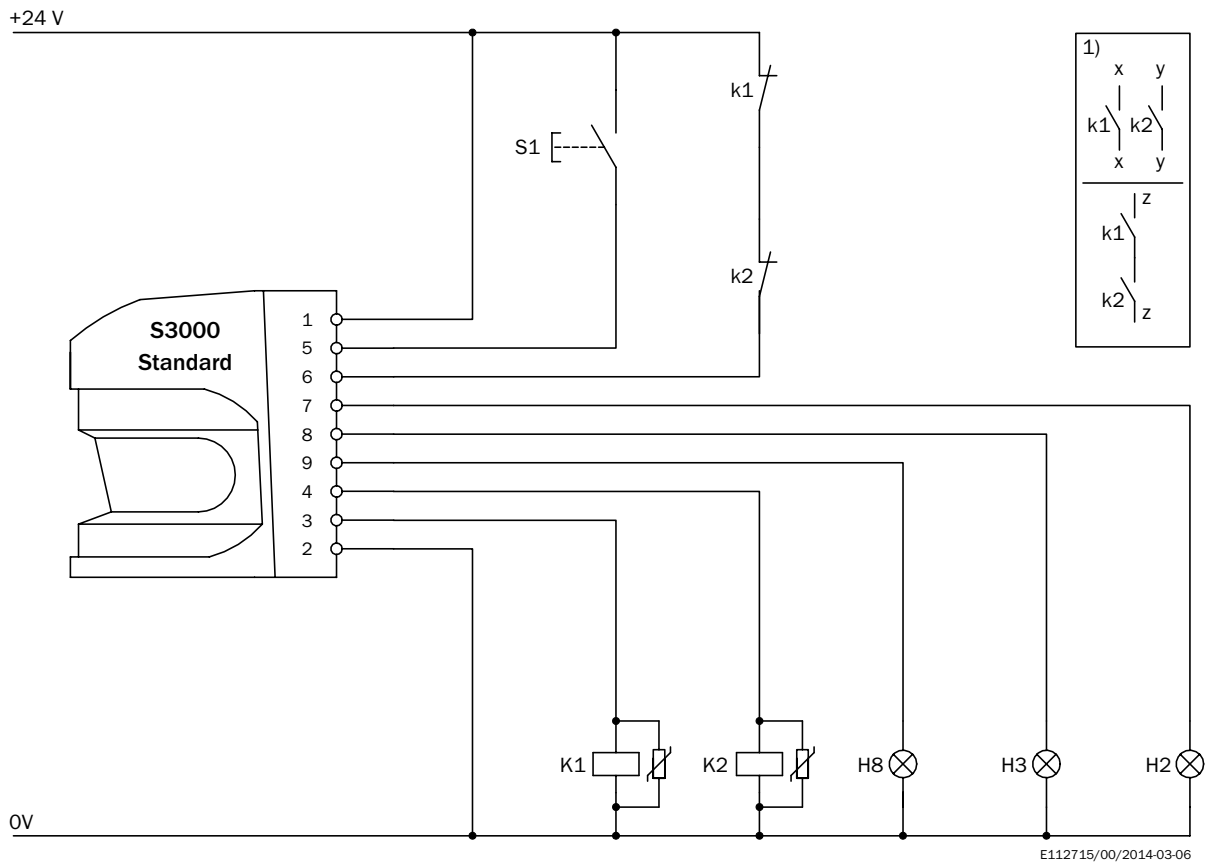 +24 V
1)
x y
k1
k1 k2
S1
x y
z
k1
k2
k2
z
S3000
Standard
1
5
6
7
8
9
4
3
2
K1
K2
H8
H3
H2
0V
E112715/00/2014-03-06